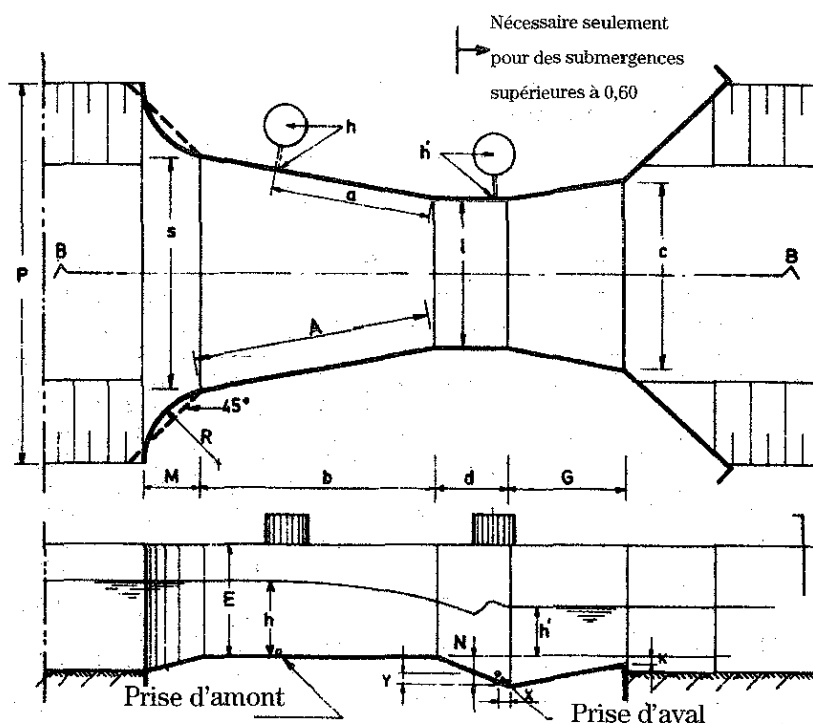 Nécessaire seulement
pour des submergences
supérieures à 0,60
h
h'
a
s
l
c
B
B
P
A
45°
R
M
b
d
G
E
h
N
h'
K
Y
X
Prise d'amont
Prise d'aval